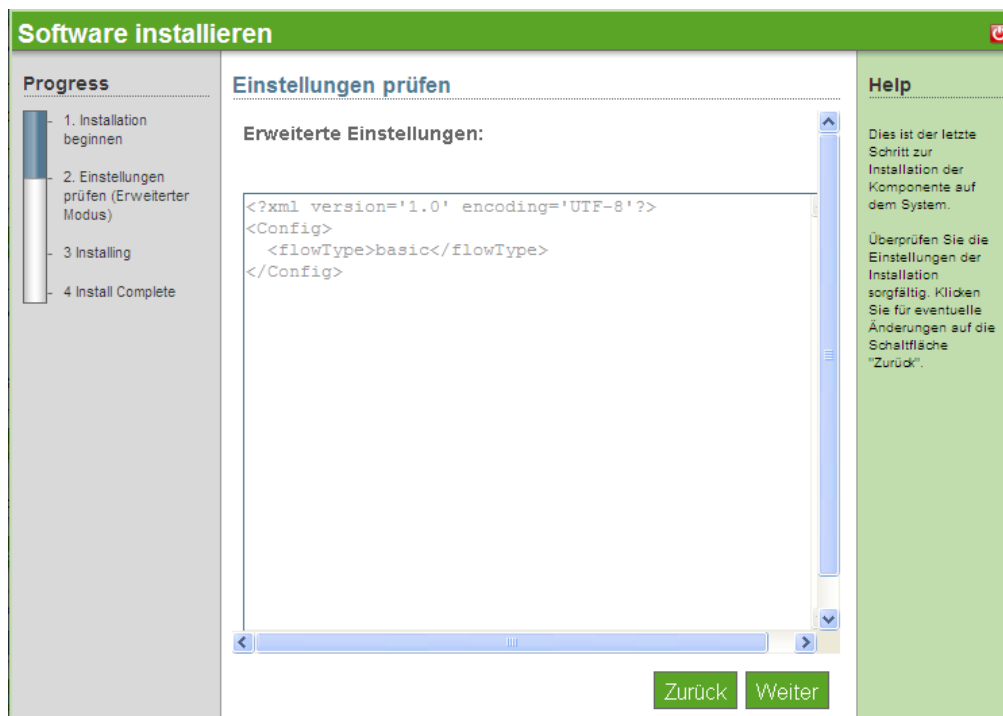 Software installieren
Progress
1. Installation
beginnen
2. Einstellungen
prüfen (Erweiterter
Modus)
3 Installing
4 Install Complete
Einstellungen prüfen
Erweiterte Einstellungen:
<?xml version='1.0' encoding='UTF-8'?>
<Config>
  <flowType>basic</flowType>
</Config>
Zurück
Weiter
Help
Dies ist der letzte
Schritt zur
Installation der
Komponente auf
dem System.
Überprüfen Sie die
Einstellungen der
Installation
sorgfältig. Klicken
Sie für eventuelle
Änderungen auf die
Schaltfläche
"Zurück".